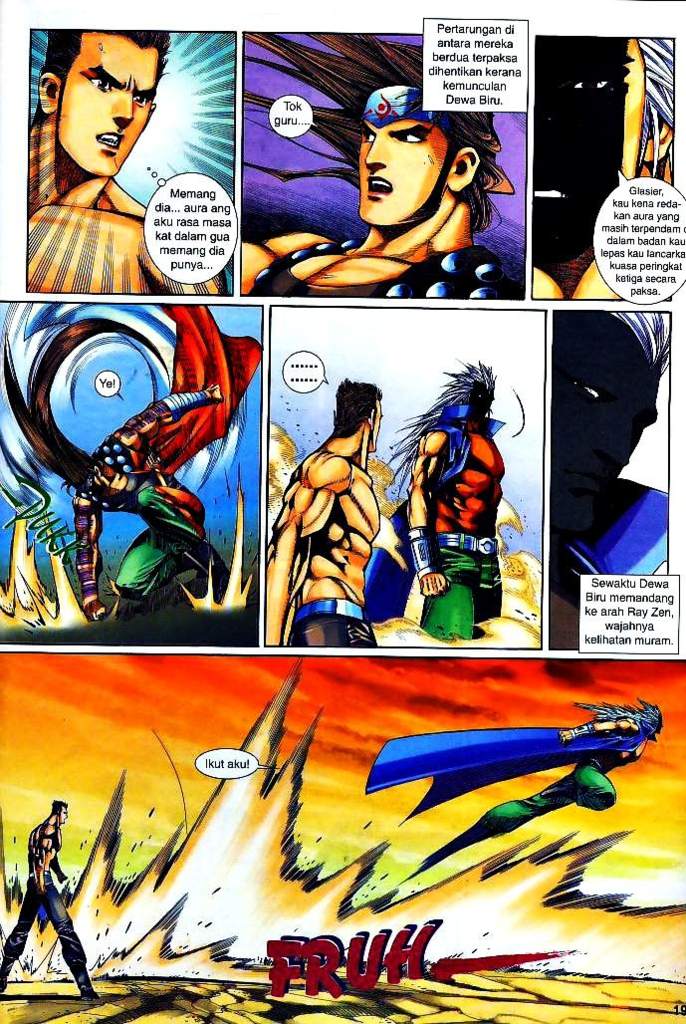 Memang
dia... aura ang
aku rasa masa
kat dalam gua
memang dia
punya...
Tok
guru....
Pertarungan di
antara mereka
berdua terpaksa
dihentikan kerana
kemunculan
Dewa Biru.
Glasier,
kau kena reda-
kan aura yang
masih terpendam d
dalam badan kau
lepas kau lancarka
kuasa peringkat
ketiga secara
paksa.
Ye!
......
......
Sewaktu Dewa
Biru memandang
ke arah Ray Zen,
wajahnya
kelihatan muram.
Ikut aku!
FRUH
19